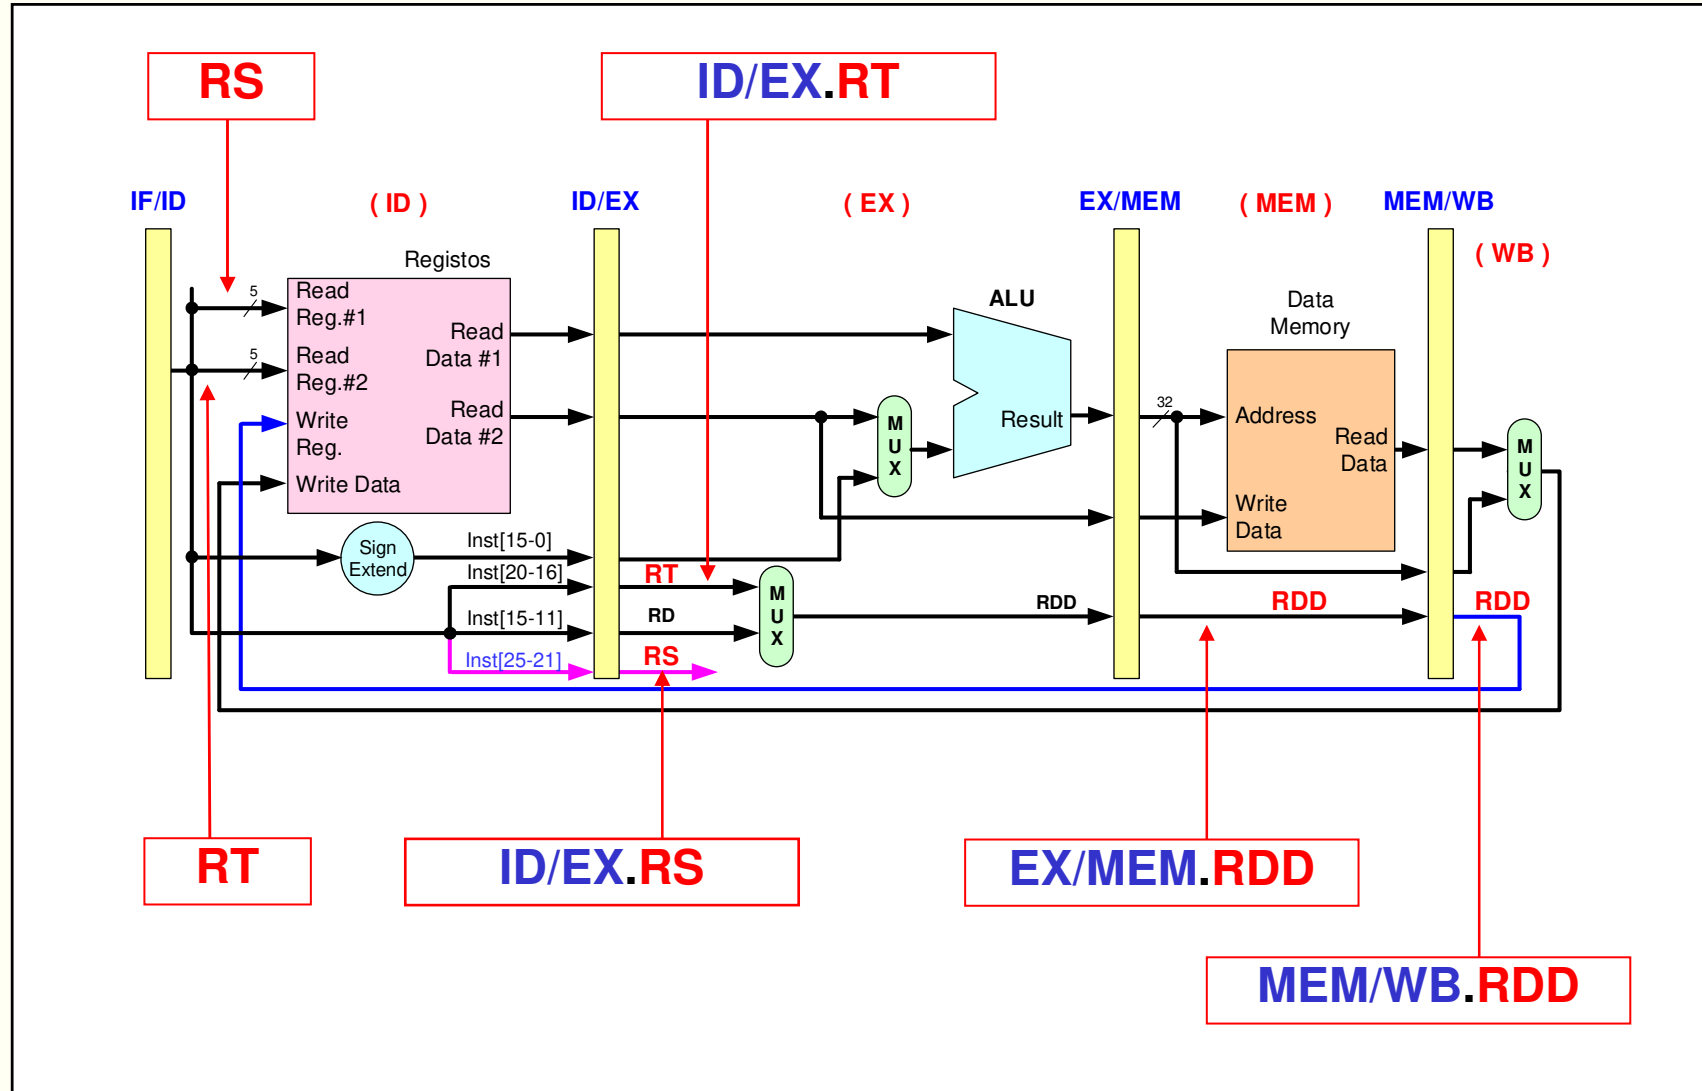 RS
ID/EX.RT
IF/ID
( ID )
ID/EX
( EX )
EX/MEM
( MEM )
MEM/WB
( WB )
Registos
5
Read
Reg.#1
Read
Data #1
5
Read
Reg.#2
Write
Reg.
Read
Data #2
Write Data
ALU
Result
M
U
X
32
Data
Memory
Address
Read
Data
Write
Data
M
U
X
Sign
Extend
Inst[15-0]
Inst[20-16]
Inst[15-11]
Inst[25-21]
RT
RD
RS
M
U
X
RDD
RDD
RDD
RT
ID/EX.RS
EX/MEM.RDD
MEM/WB.RDD